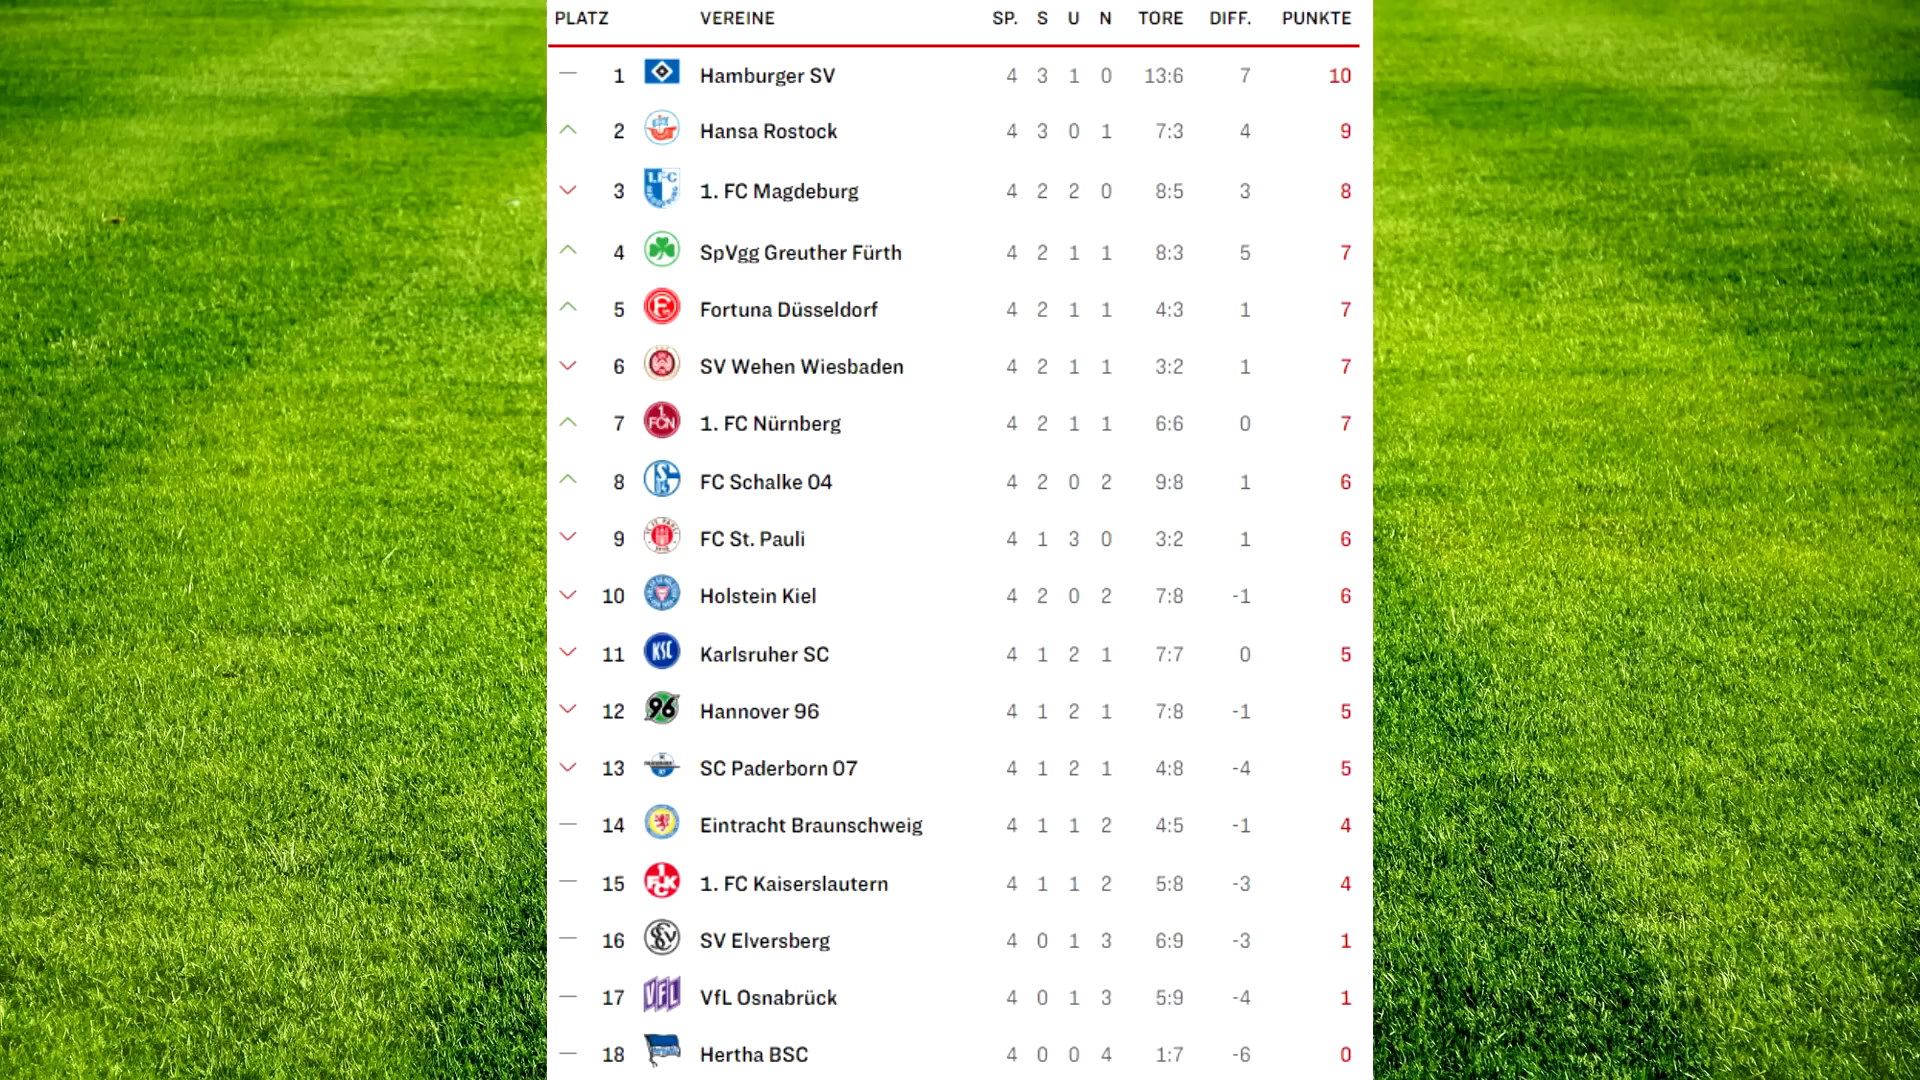 PLATZ VEREINE SP. S U N TORE DIFF. PUNKTE
1 Hamburger SV 4 3 1 0 13:6 7 10
2 Hansa Rostock 4 3 0 1 7:3 4 9
3 1. FC Magdeburg 4 2 2 0 8:5 3 8
4 SpVgg Greuther Fürth 4 2 1 1 8:3 5 7
5 Fortuna Düsseldorf 4 2 1 1 4:3 1 7
6 SV Wehen Wiesbaden 4 2 1 1 3:2 1 7
7 1. FC Nürnberg 4 2 1 1 6:6 0 7
8 FC Schalke 04 4 2 0 2 9:8 1 6
9 FC St. Pauli 4 1 3 0 3:2 1 6
10 Holstein Kiel 4 2 0 2 7:8 -1 6
11 KSC Karlsruher SC 4 1 2 1 7:7 0 5
12 96 Hannover 96 4 1 2 1 7:8 -1 5
13 SC Paderborn 07 4 1 2 1 4:8 -4 5
14 Eintracht Braunschweig 4 1 1 2 4:5 -1 4
15 1. FC Kaiserslautern 4 1 1 2 5:8 -3 4
16 SV Elversberg 4 0 1 3 6:9 -3 1
17 VFL VfL Osnabrück 4 0 1 3 5:9 -4 1
18 Hertha BSC 4 0 0 4 1:7 -6 0